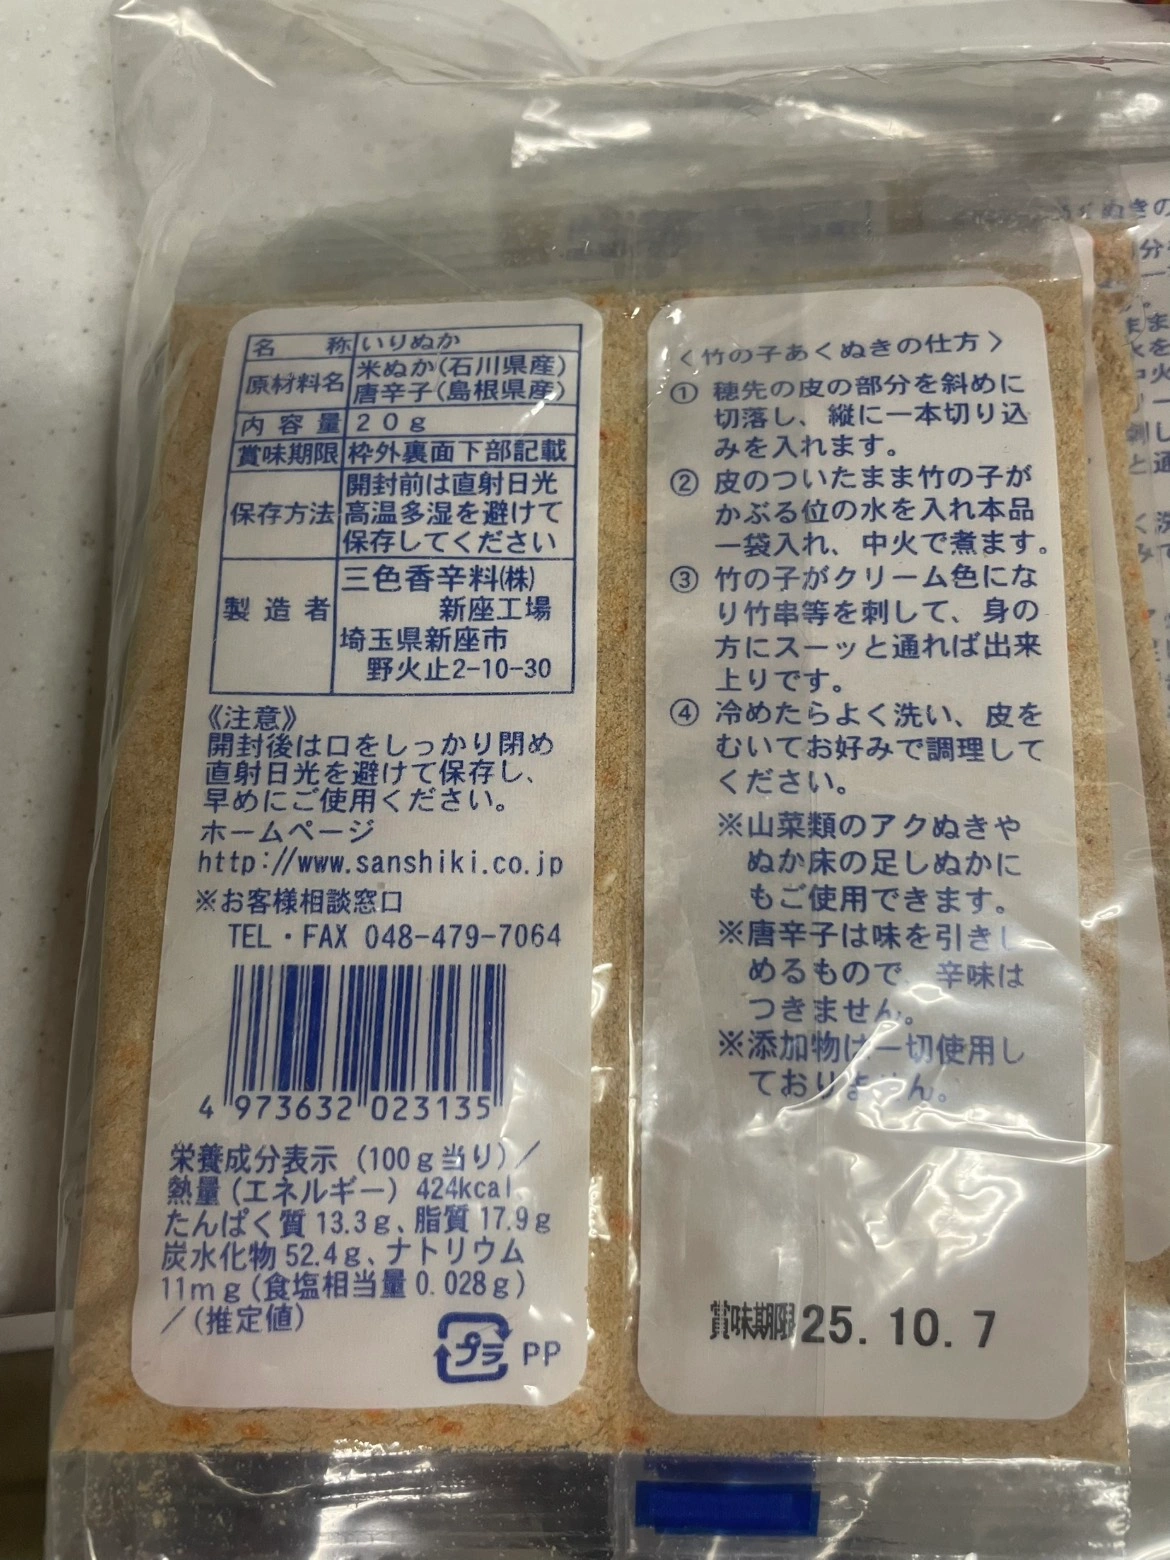 名 称 いりぬか
原材料名 米ぬか(石川県産)
唐辛子(島根県産)
内容量 20g
賞味期限 枠外裏面下部記載
保存方法 開封前は直射日光
高温多湿を避けて
保存してください
製造者 三色香辛料(株)
新座工場
埼玉県新座市
野火止2-10-30
《注意》
開封後は口をしっかり閉め
直射日光を避けて保存し、
早めにご使用ください。
ホームページ
http://www.sanshiki.co.jp
※お客様相談窓口
TEL・FAX 048-479-7064
4 973632 023135
栄養成分表示 (100g当り)/
熱量(エネルギー) 424kcal、
たんぱく質13.3g、脂質17.9g
炭水化物52.4g、ナトリウム
11mg(食塩相当量0.028g)
/(推定値)
プラ PP
<竹の子あくぬきの仕方>
① 穂先の皮の部分を斜めに
切落し、縦に一本切り込
みを入れます。
② 皮のついたまま竹の子が
かぶる位の水を入れ本品
一袋入れ、中火で煮ます。
③ 竹の子がクリーム色にな
り竹串等を刺して、身の
方にスーッと通れば出来
上りです。
④ 冷めたらよく洗い、皮を
むいてお好みで調理して
ください。
※山菜類のアクぬきや
ぬか床の足しぬかに
もご使用できます。
※唐辛子は味を引きし
めるもので、辛味は
つきません。
※添加物は一切使用し
ておりません。
賞味期限 25.10.7